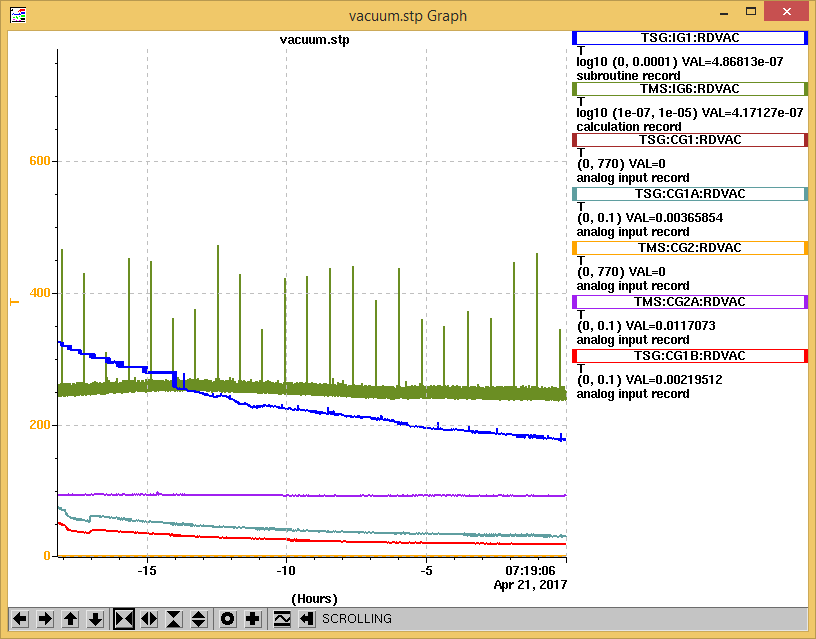 vacuum.stp Graph
vacuum.stp
600
400
T
200
0
-15
-10
-5
07:19:06
Apr 21, 2017
(Hours)
TSG:IG1:RDVAC
T
log10 (0, 0.0001) VAL=4.86813e-07
subroutine record
TMS:IG6:RDVAC
T
log10 (1e-07, 1e-05) VAL=4.17127e-07
calculation record
TSG:CG1:RDVAC
T
(0, 770) VAL=0
analog input record
TSG:CG1A:RDVAC
T
(0, 0.1) VAL=0.00365854
analog input record
TMS:CG2:RDVAC
T
(0, 770) VAL=0
analog input record
TMS:CG2A:RDVAC
T
(0, 0.1) VAL=0.0117073
analog input record
TSG:CG1B:RDVAC
T
(0, 0.1) VAL=0.00219512
analog input record
SCROLLING